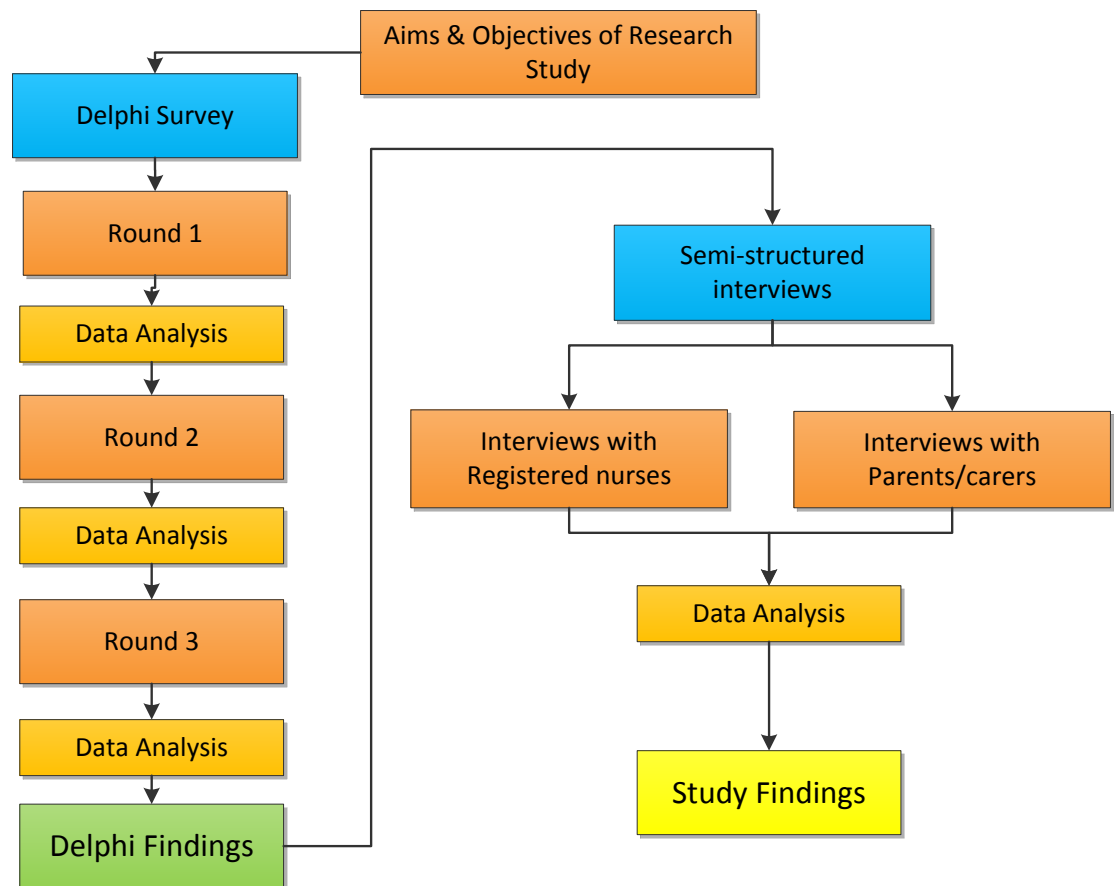 Aims & Objectives of Research
Study
Delphi Survey
Round 1
Data Analysis
Round 2
Data Analysis
Round 3
Data Analysis
Delphi Findings
Semi-structured
interviews
Interviews with
Registered nurses
Interviews with
Parents/carers
Data Analysis
Study Findings